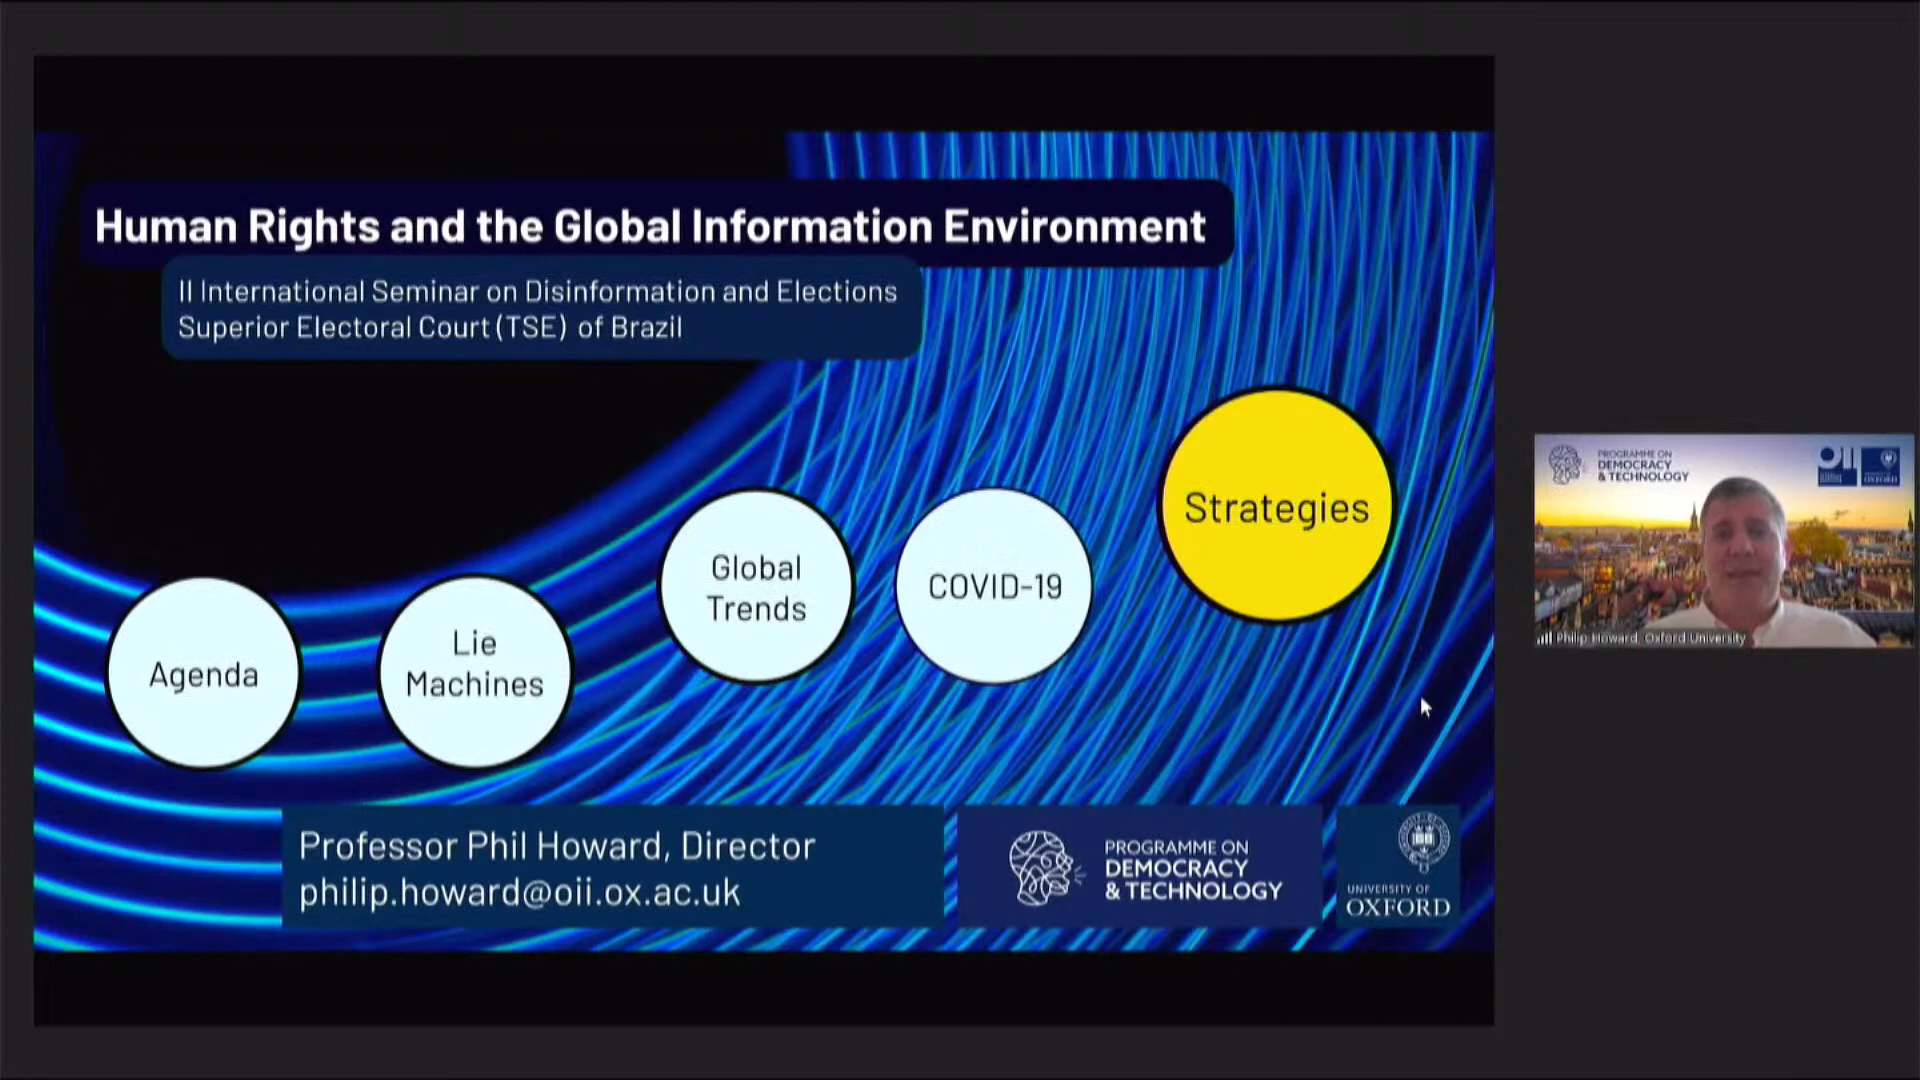 Human Rights and the Global Information Environment
II International Seminar on Disinformation and Elections
Superior Electoral Court (TSE) of Brazil
Agenda
Lie
Machines
Global
Trends
COVID-19
Strategies
Professor Phil Howard, Director
philip.howard@oii.ox.ac.uk
PROGRAMME ON
DEMOCRACY
& TECHNOLOGY
UNIVERSITY OF
OXFORD
PROGRAMME ON
DEMOCRACY
& TECHNOLOGY
OII
OXFORD
Philip Howard, Oxford University